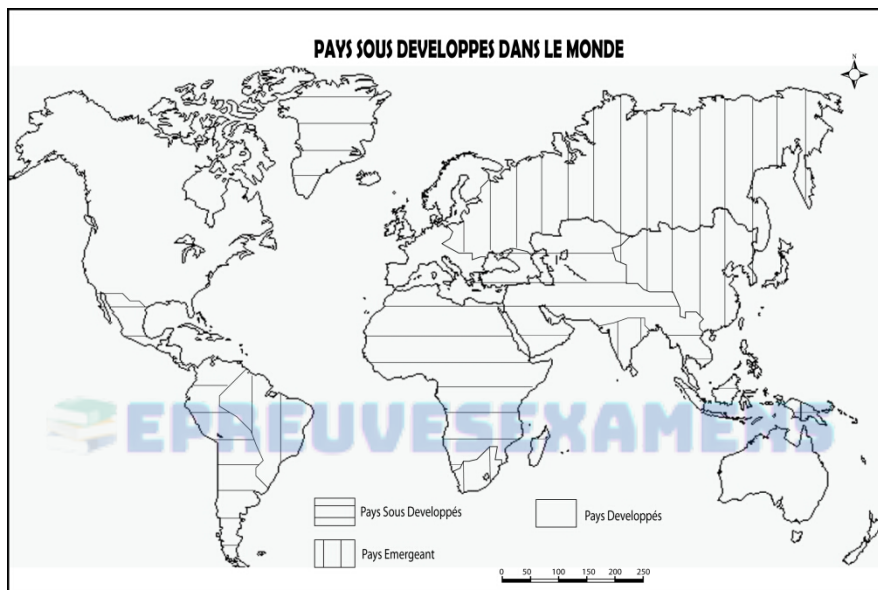 PAYS SOUS DEVELOPPES DANS LE MONDE
N
EPREUVESEXAMENS
Pays Sous Developpés
Pays Développés
Pays Emergeant
0 50 100 150 200 250